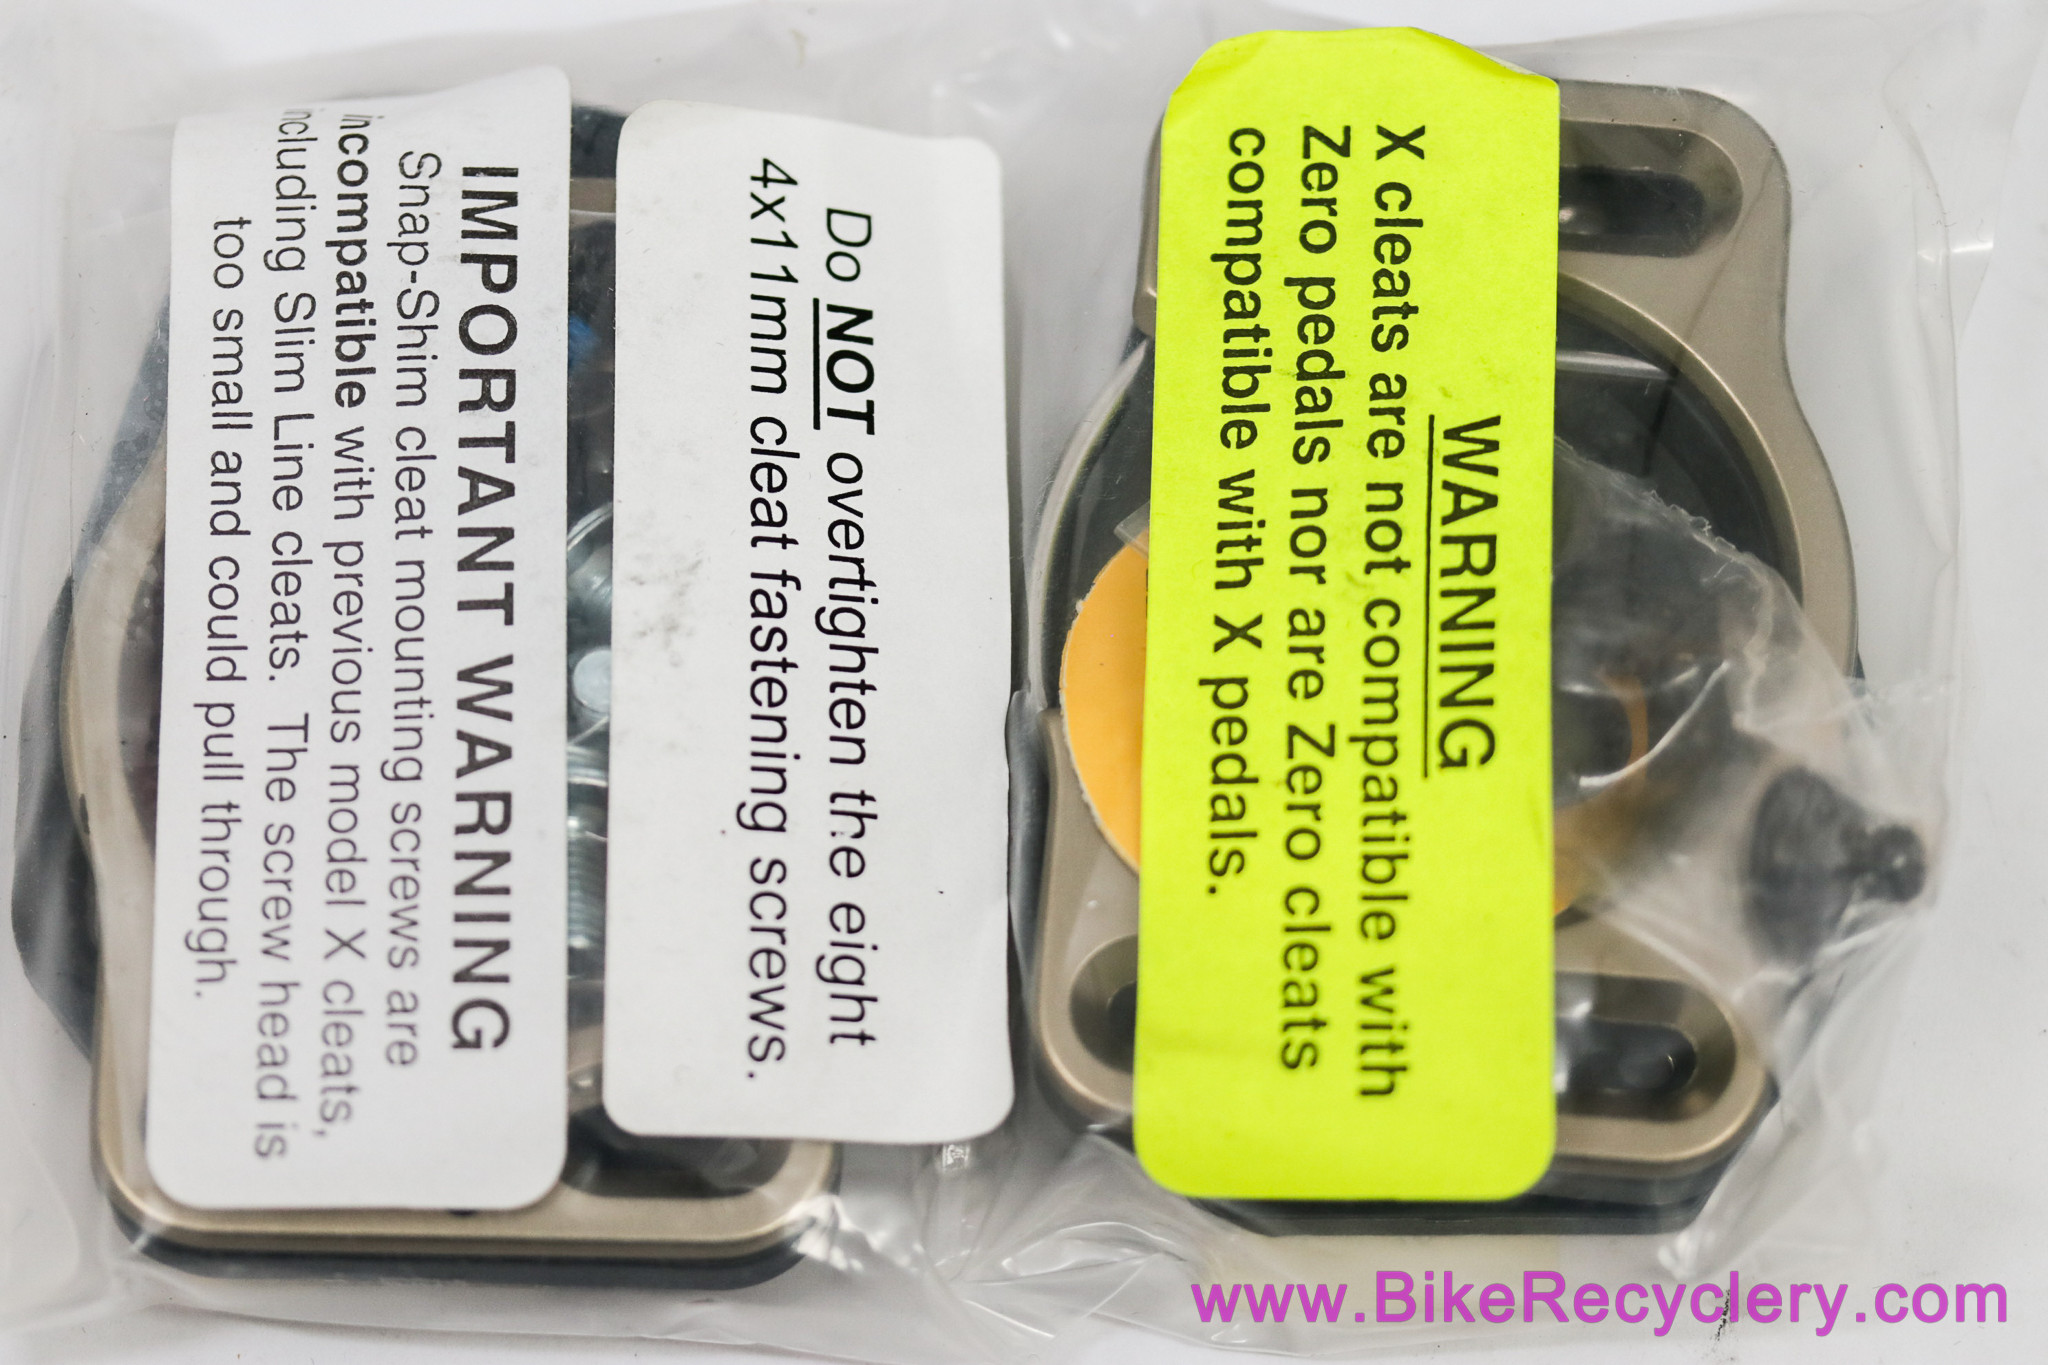 IMPORTANT WARNING
Snap-Shim cleat mounting screws are
incompatible with previous model X cleats,
including Slim Line cleats. The screw head is
too small and could pull through.
Do NOT overtighten the eight
4x11mm cleat fastening screws.
WARNING
X cleats are not compatible with
Zero pedals nor are Zero cleats
compatible with X pedals.
www.BikeRecyclery.com